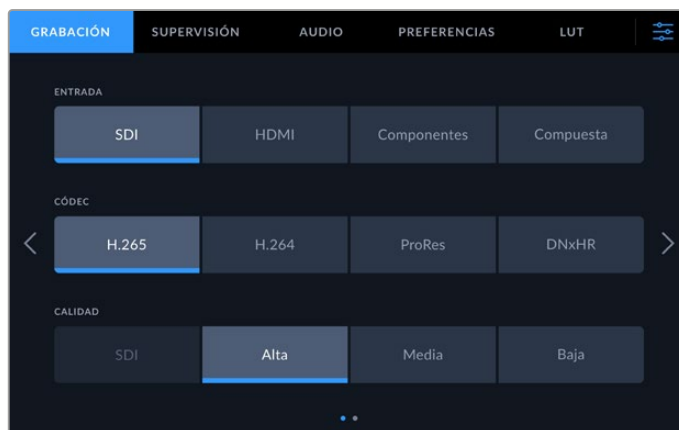 GRABACIÓN SUPERVISIÓN AUDIO PREFERENCIAS LUT
ENTRADA
SDI HDMI Componentes Compuesta
CÓDEC
H.265 H.264 ProRes DNxHR
CALIDAD
SDI Alta Media Baja